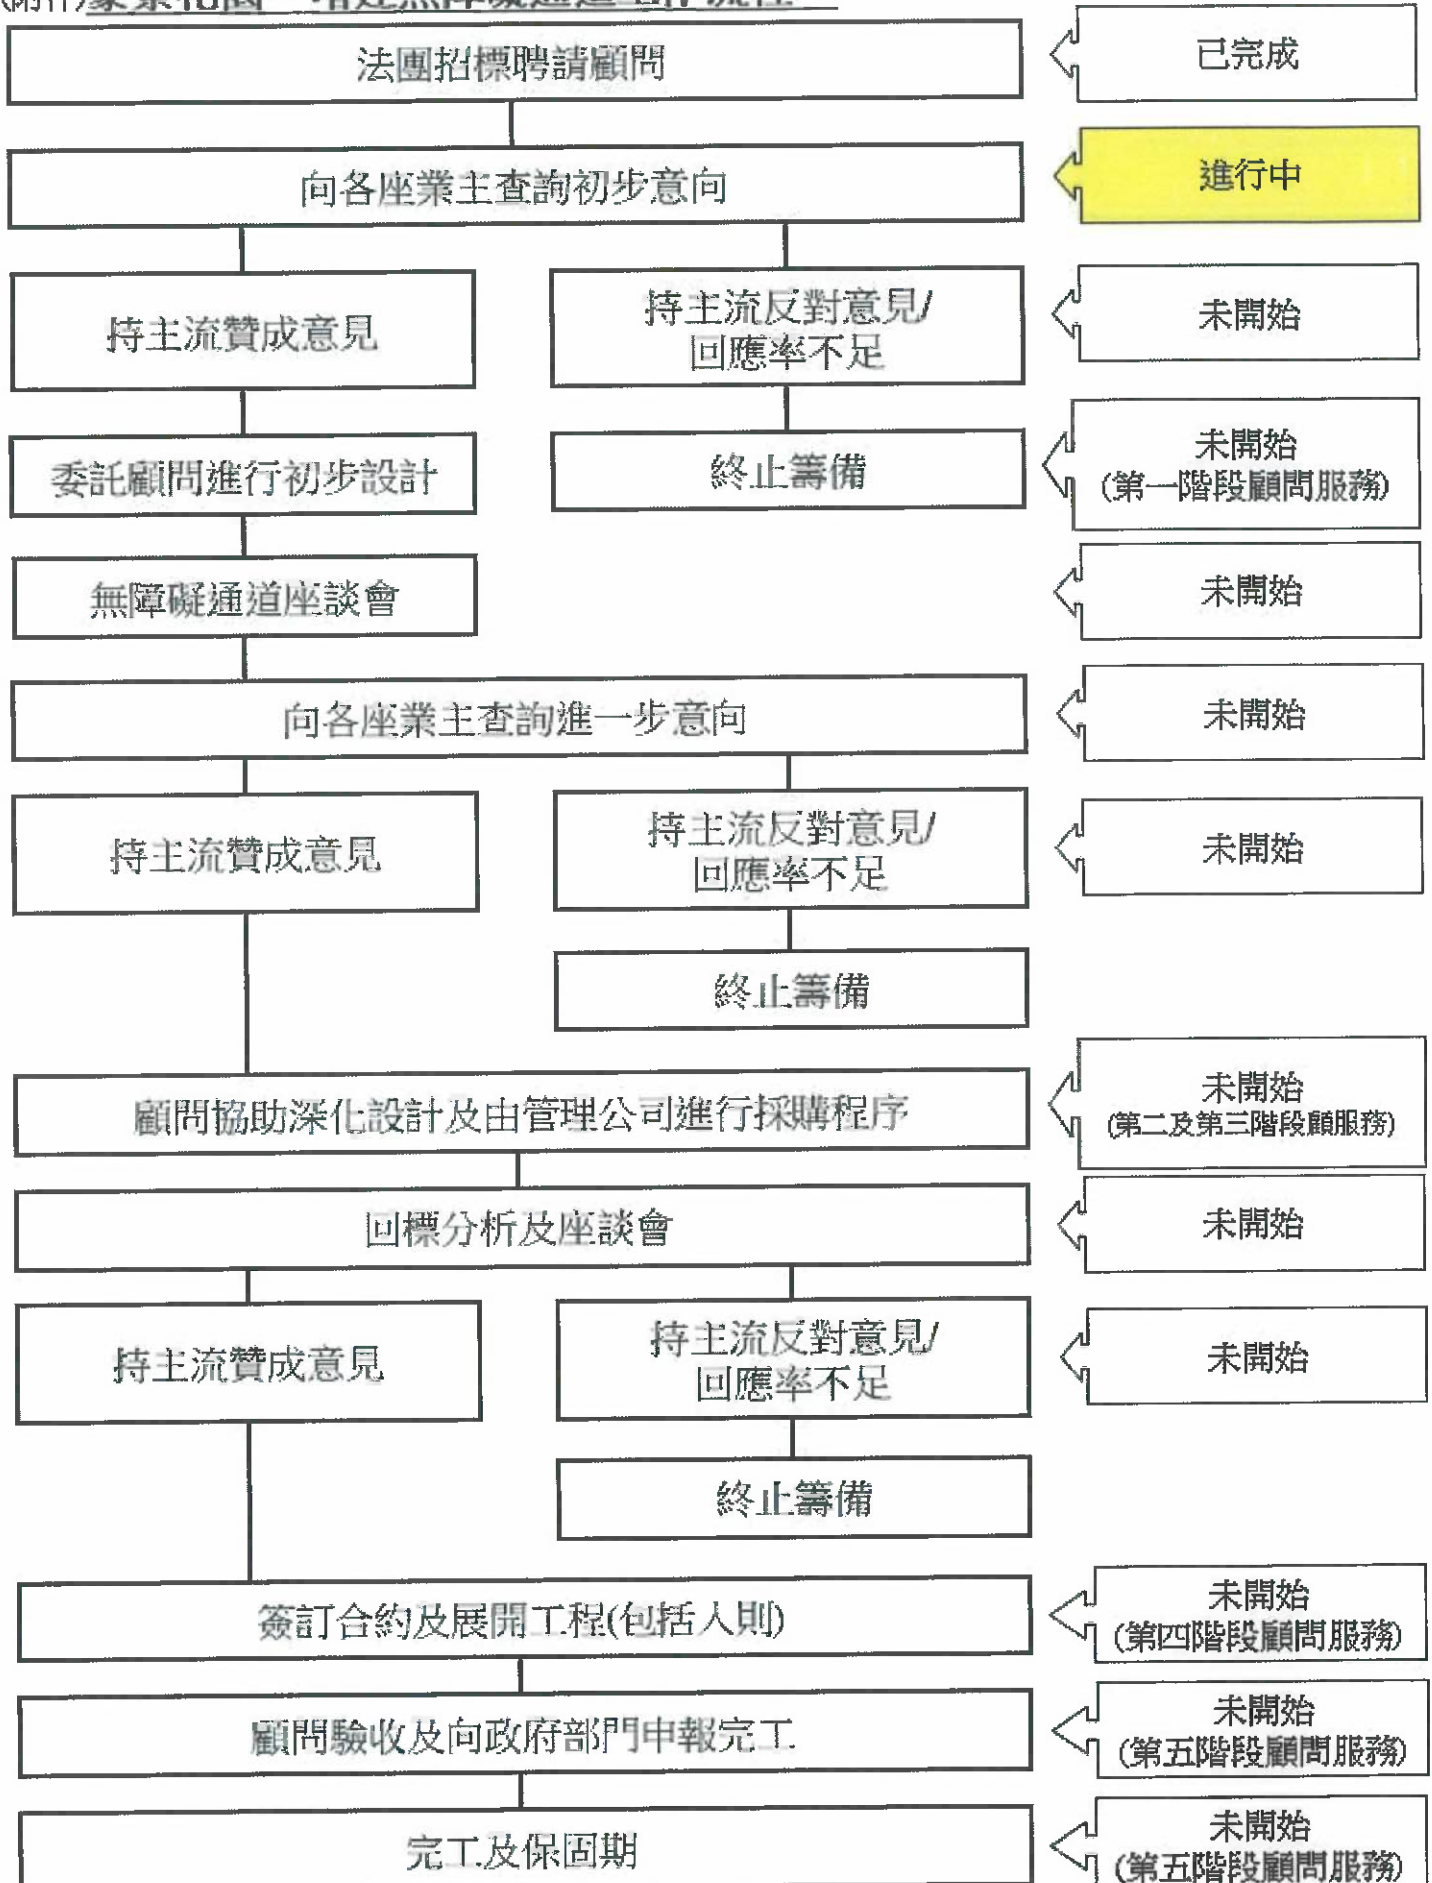 (附件)
法團招標聘請顧問
已完成
向各座業主查詢初步意向
進行中
持主流贊成意見
持主流反對意見/
回應率不足
未開始
委託顧問進行初步設計
終止籌備
未開始
(第一階段顧問服務)
無障礙通道座談會
未開始
向各座業主查詢進一步意向
未開始
持主流贊成意見
持主流反對意見/
回應率不足
未開始
終止籌備
顧問協助深化設計及由管理公司進行採購程序
未開始
(第二及第三階段顧服務)
回標分析及座談會
未開始
持主流贊成意見
持主流反對意見/
回應率不足
未開始
終止籌備
簽訂合約及展開工程(包括人則)
未開始
(第四階段顧問服務)
顧問驗收及向政府部門申報完工
未開始
(第五階段顧問服務)
完工及保固期
未開始
(第五階段顧問服務)